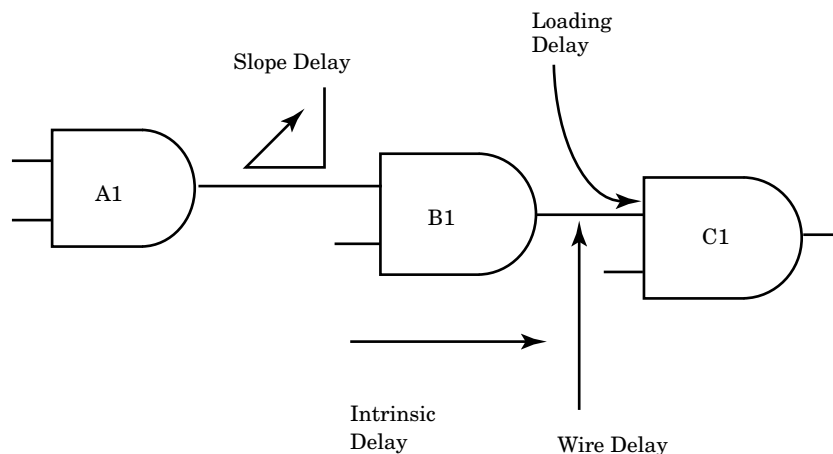 Loading
Delay
Slope Delay
A1
B1
C1
Intrinsic
Delay
Wire Delay